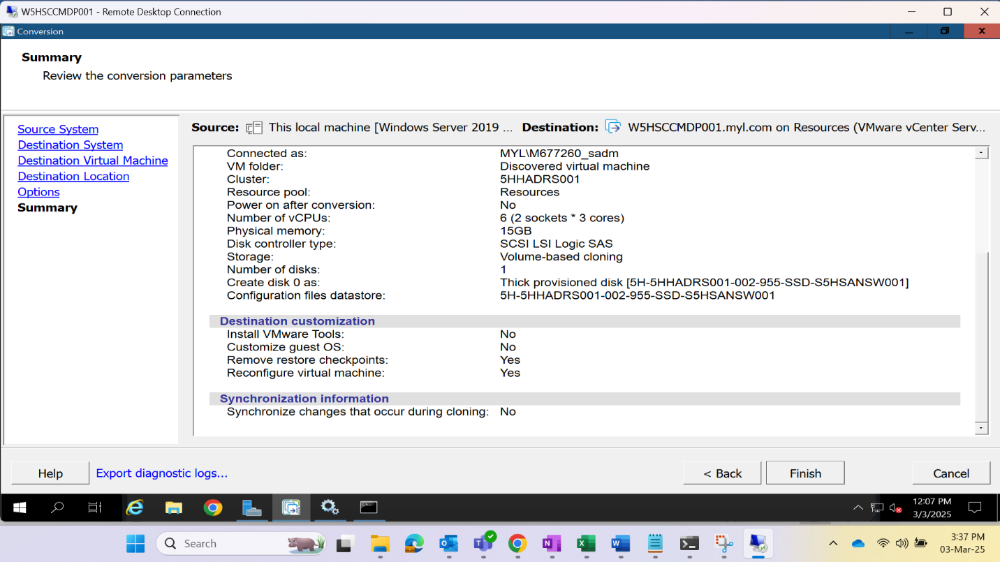 W5HSCCMDP001 - Remote Desktop Connection
Conversion
Summary
Review the conversion parameters
Source System
Destination System
Destination Virtual Machine
Destination Location
Options
Summary
Source: This local machine [Windows Server 2019 ... Destination: W5HSCCMDP001.myl.com on Resources (VMware vCenter Serv...
Connected as: MYL\M677260_sadm
VM folder: Discovered virtual machine
Cluster: 5HHADRS001
Resource pool: Resources
Power on after conversion: No
Number of vCPUs: 6 (2 sockets * 3 cores)
Physical memory: 15GB
Disk controller type: SCSI LSI Logic SAS
Storage: Volume-based cloning
Number of disks: 1
Create disk 0 as: Thick provisioned disk [5H-5HHADRS001-002-955-SSD-S5HSANSW001]
Configuration files datastore: 5H-5HHADRS001-002-955-SSD-S5HSANSW001
Destination customization
Install VMware Tools: No
Customize guest OS: No
Remove restore checkpoints: Yes
Reconfigure virtual machine: Yes
Synchronization information
Synchronize changes that occur during cloning: No
Help Export diagnostic logs... < Back Finish Cancel
12:07 PM
3/3/2025
Search
3:37 PM
03-Mar-25